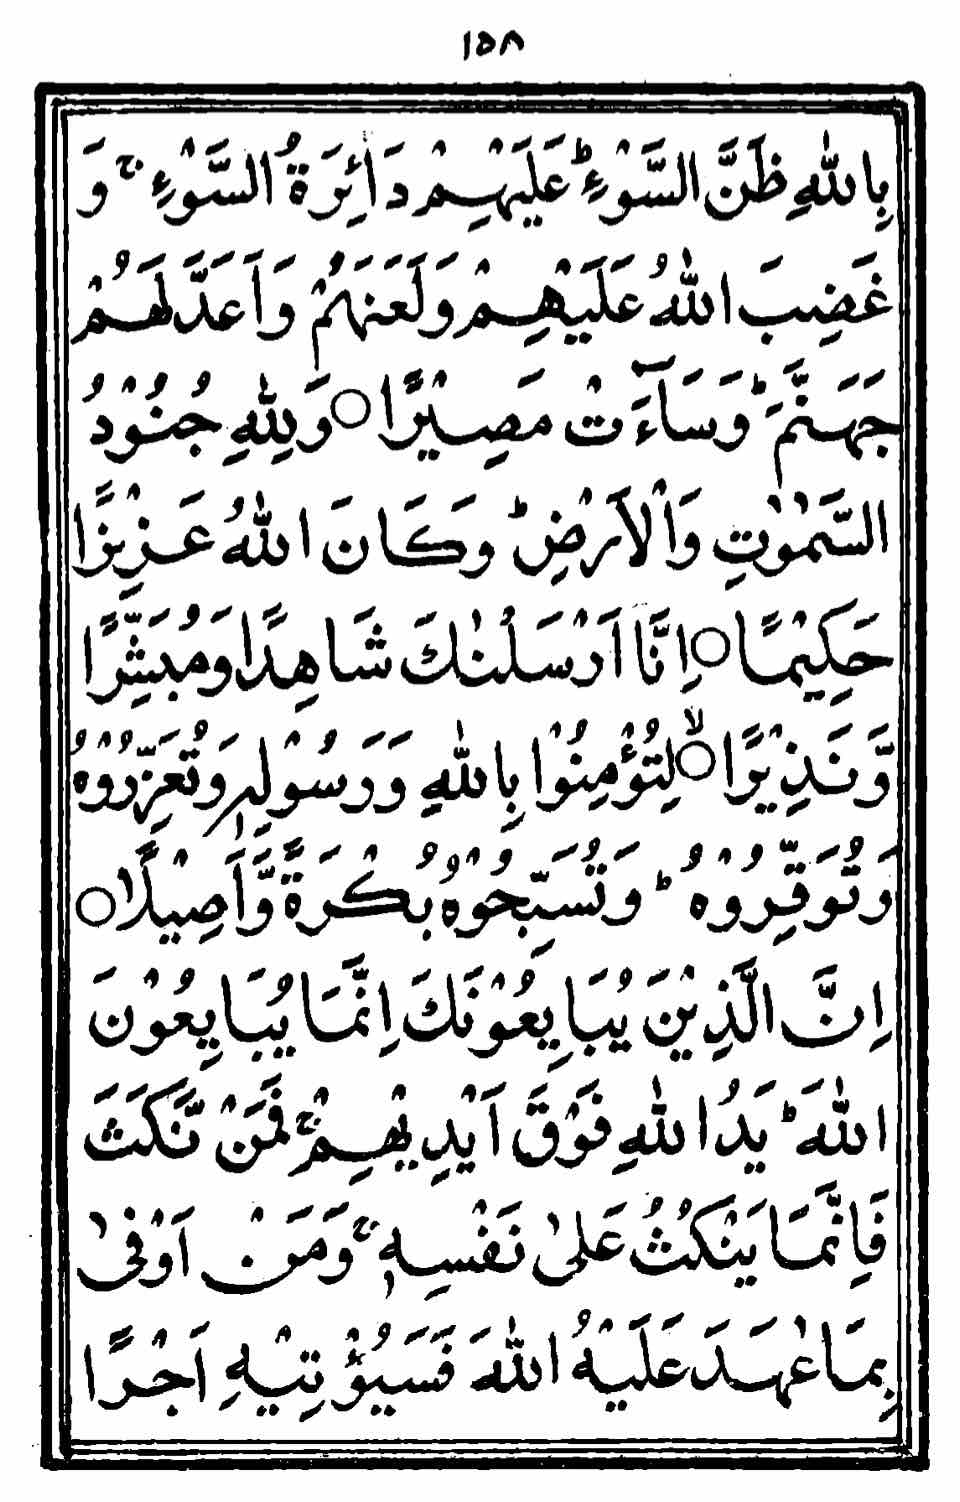 ١٥٨
بِاللّٰهِ ظَنَّ السَّوْءِ ؕ عَلَيْهِمْ دَآئِرَةُ السَّوْءِ ۚ وَ
غَضِبَ اللّٰهُ عَلَيْهِمْ وَلَعَنَهُمْ وَاَعَدَّ لَهُمْ
جَهَنَّمَ ؕ وَسَآءَتْ مَصِيْرًا ○ وَلِلّٰهِ جُنُوْدُ
السَّمٰوٰتِ وَالْاَرْضِ ؕ وَكَانَ اللّٰهُ عَزِيْزًا
حَكِيْمًا ○ اِنَّا اَرْسَلْنٰكَ شَاهِدًا وَمُبَشِّرًا
وَّنَذِيْرًا ○ۙ لِتُؤْمِنُوْا بِاللّٰهِ وَرَسُوْلِهٖ وَتُعَزِّرُوْهُ
وَتُوَقِّرُوْهُ ؕ وَتُسَبِّحُوْهُ بُكْرَةً وَّاَصِيْلًا ○
اِنَّ الَّذِيْنَ يُبَايِعُوْنَكَ اِنَّمَا يُبَايِعُوْنَ
اللّٰهَ ؕ يَدُ اللّٰهِ فَوْقَ اَيْدِيْهِمْ ۚ فَمَنْ نَّكَثَ
فَاِنَّمَا يَنْكُثُ عَلٰى نَفْسِهٖ ۚ وَمَنْ اَوْفٰى
بِمَا عٰهَدَ عَلَيْهُ اللّٰهَ فَسَيُؤْتِيْهِ اَجْرًا